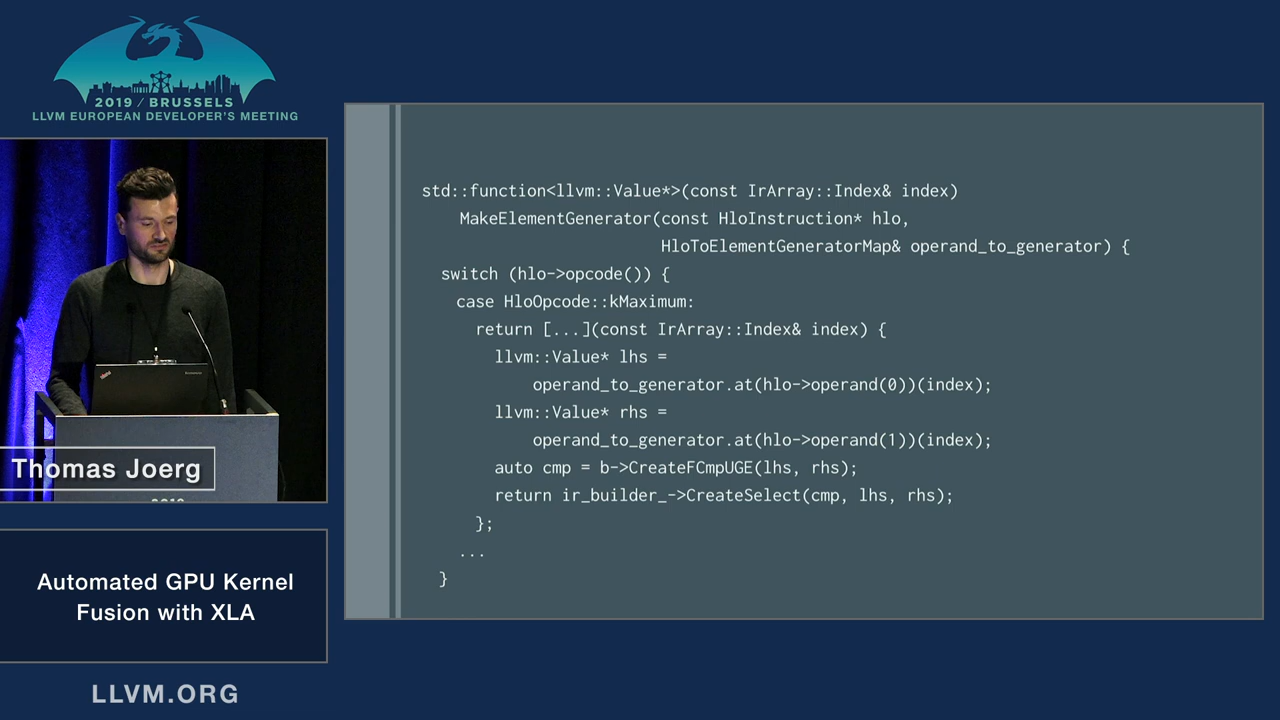 2019 / BRUSSELS
LLVM EUROPEAN DEVELOPER'S MEETING
Thomas Joerg
Automated GPU Kernel
Fusion with XLA
LLVM.ORG
std::function<llvm::Value*>(const IrArray::Index& index)
MakeElementGenerator(const HloInstruction* hlo,
HloToElementGeneratorMap& operand_to_generator) {
switch (hlo->opcode()) {
case HloOpcode::kMaximum:
return [...](const IrArray::Index& index) {
llvm::Value* lhs =
operand_to_generator.at(hlo->operand(0))(index);
llvm::Value* rhs =
operand_to_generator.at(hlo->operand(1))(index);
auto cmp = b->CreateFCmpUGE(lhs, rhs);
return ir_builder_->CreateSelect(cmp, lhs, rhs);
};
...
}